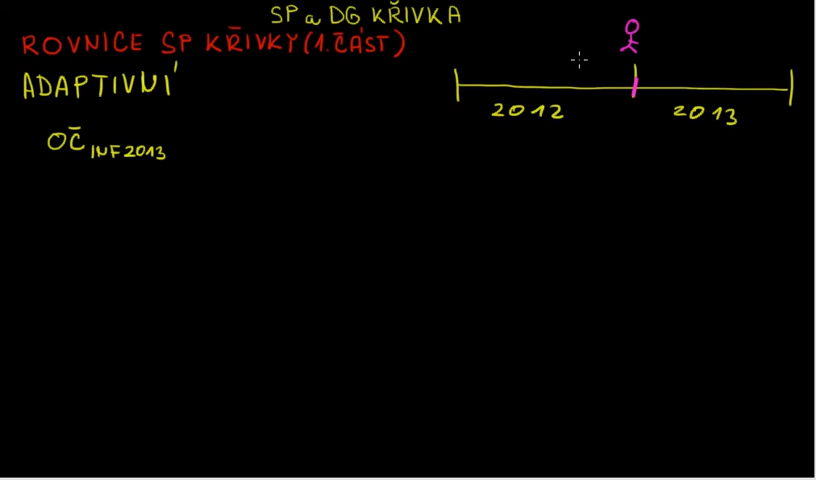 SP a DG KŘIVKA
ROVNICE SP KŘIVKY (1. ČÁST)
ADAPTIVNÍ
2012 2013
OČ INF 2013